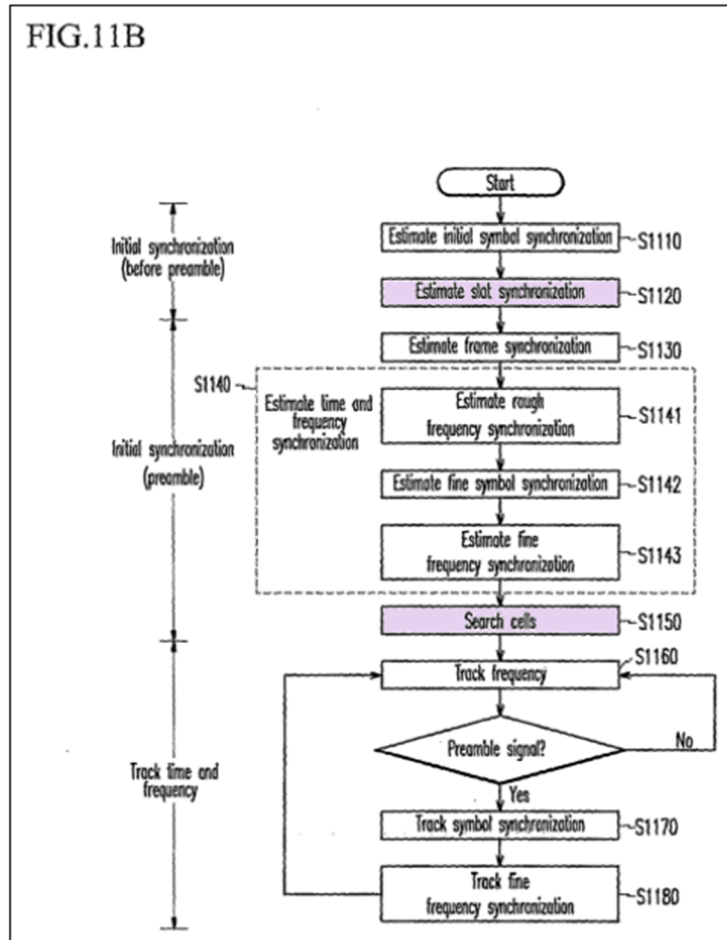 FIG.11B
Start
Initial synchronization
(before preamble)
Estimate initial symbol synchronization
S1110
Estimate slot synchronization
S1120
Estimate frame synchronization
S1130
S1140
Estimate time and
frequency
synchronization
Estimate rough
frequency synchronization
S1141
Initial synchronization
(preamble)
Estimate fine symbol synchronization
S1142
Estimate fine
frequency synchronization
S1143
Search cells
S1150
S1160
Track frequency
Preamble signal?
No
Yes
Track time and
frequency
Track symbol synchronization
S1170
Track fine
frequency synchronization
S1180